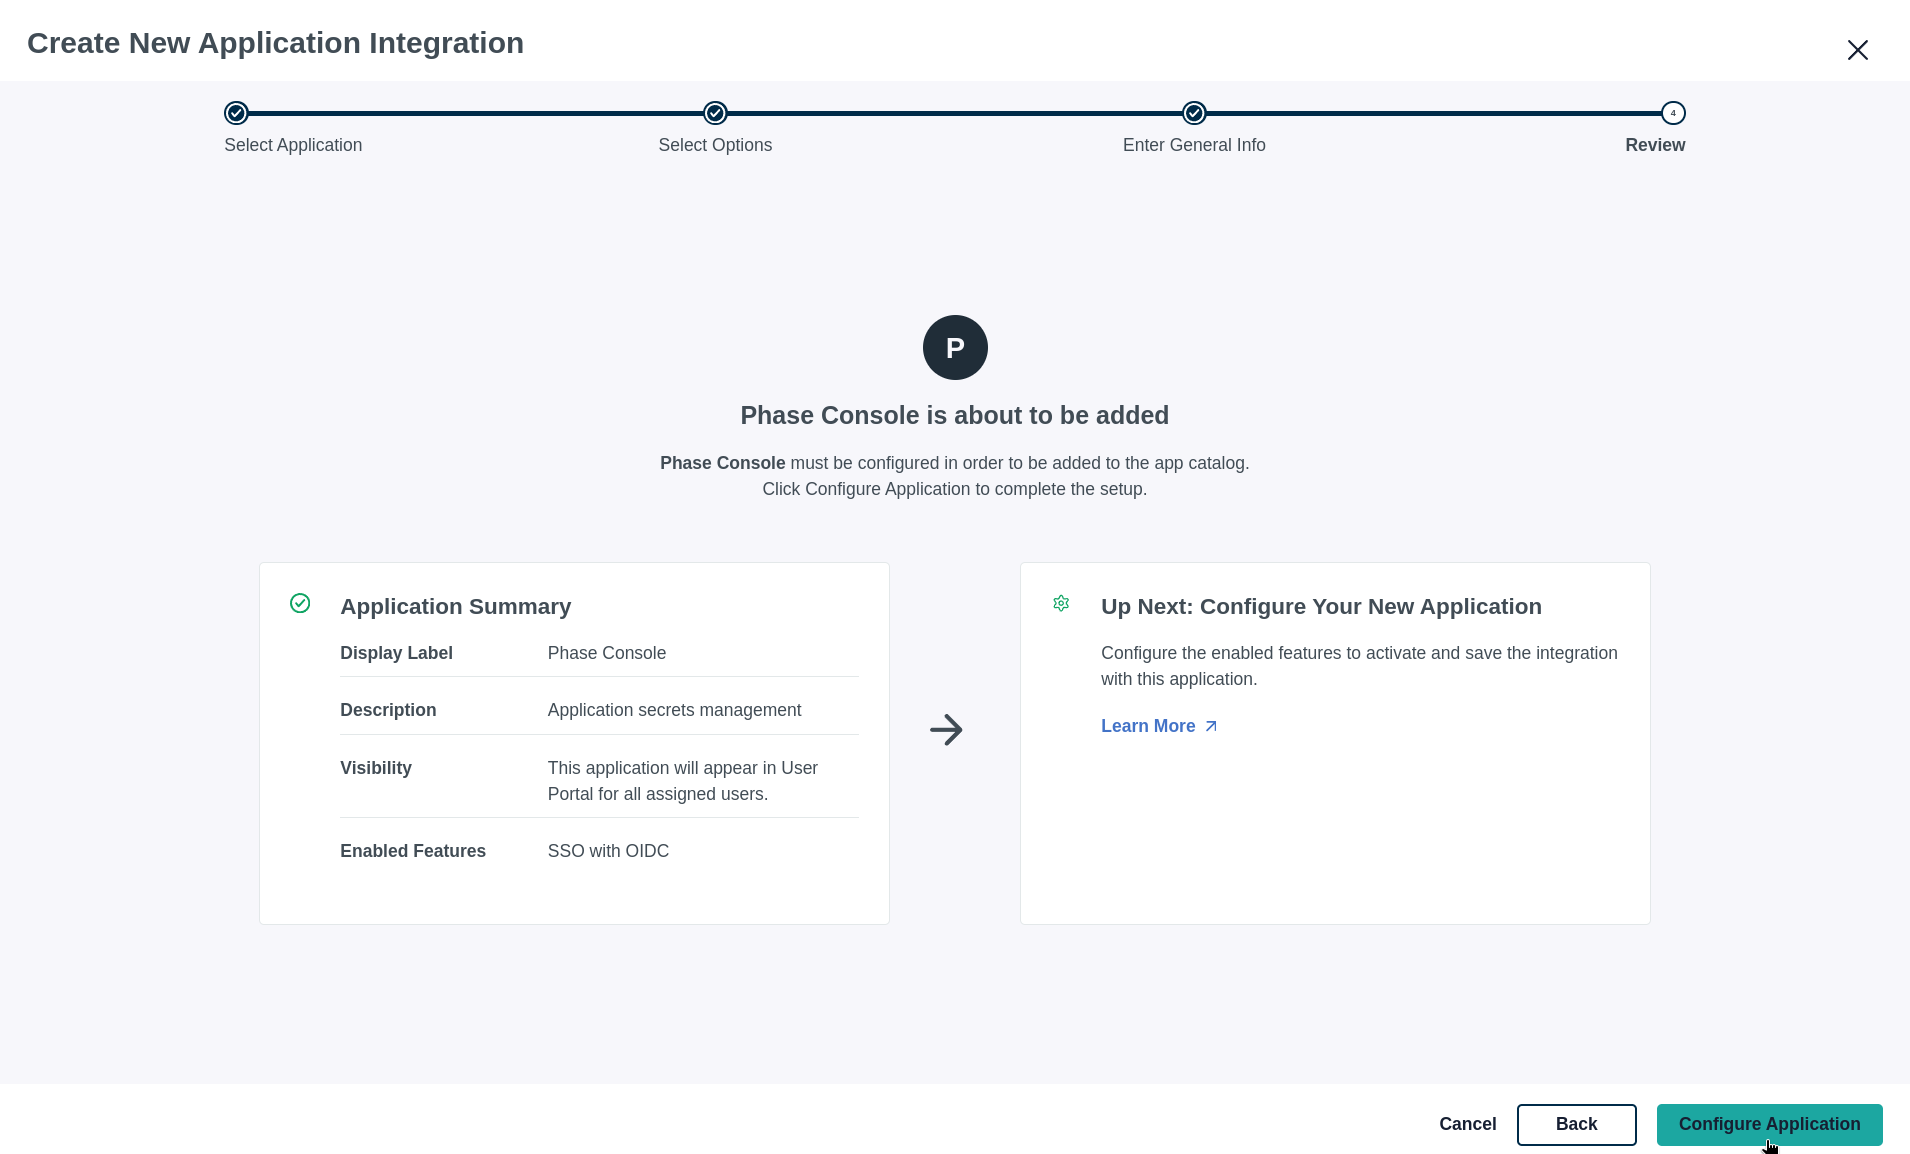 Create New Application Integration
4
Select Application
Select Options
Enter General Info
Review
P
Phase Console is about to be added
Phase Console must be configured in order to be added to the app catalog.
Click Configure Application to complete the setup.
Application Summary
Display Label
Phase Console
Description
Application secrets management
Visibility
This application will appear in User
Portal for all assigned users.
Enabled Features
SSO with OIDC
Up Next: Configure Your New Application
Configure the enabled features to activate and save the integration
with this application.
Learn More
Cancel
Back
Configure Application